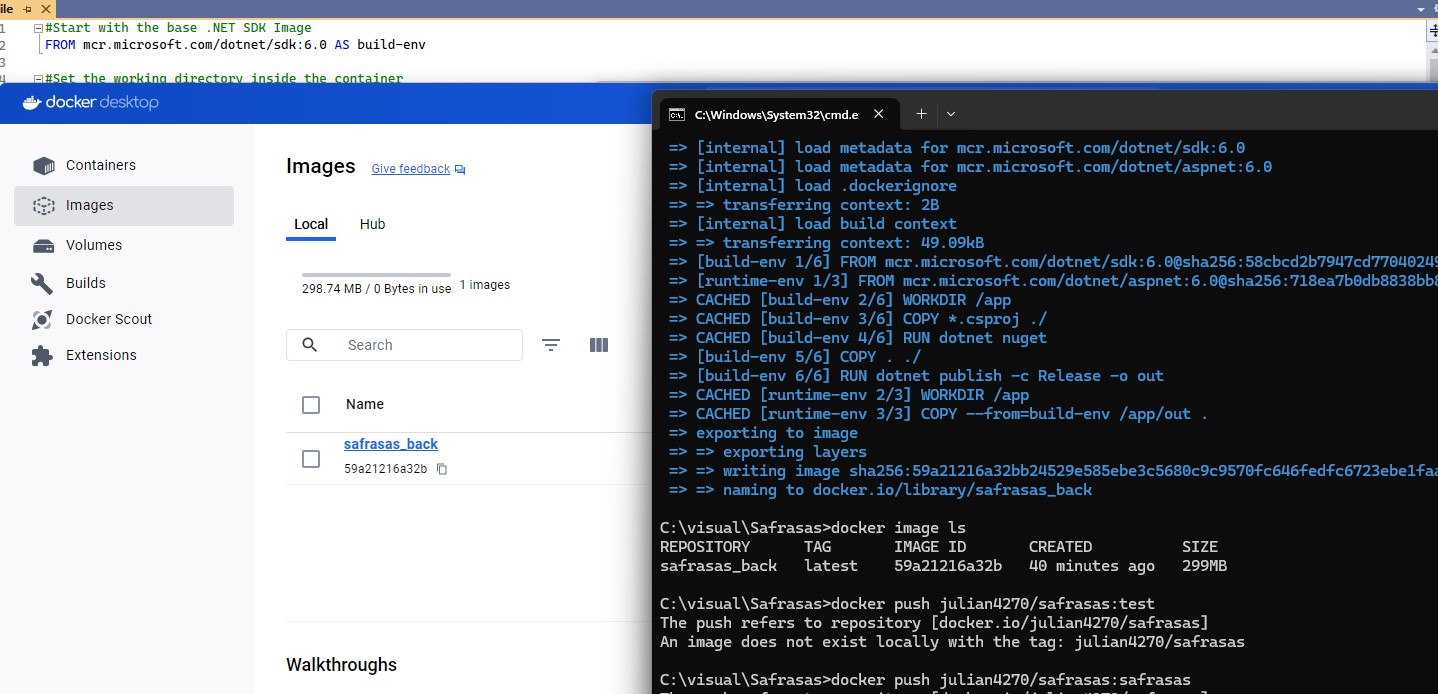 ile
1 #Start with the base .NET SDK Image
2 FROM mcr.microsoft.com/dotnet/sdk:6.0 AS build-env
3
4 #Set the working directory inside the container
docker desktop
Containers
Images
Volumes
Builds
Docker Scout
Extensions
Images Give feedback
Local Hub
298.74 MB / 0 Bytes in use 1 images
Search
Name
safrasas_back
59a21216a32b
Walkthroughs
C:\Windows\System32\cmd.e
=> [internal] load metadata for mcr.microsoft.com/dotnet/sdk:6.0
=> [internal] load metadata for mcr.microsoft.com/dotnet/aspnet:6.0
=> [internal] load .dockerignore
=> => transferring context: 2B
=> [internal] load build context
=> => transferring context: 49.09kB
=> [build-env 1/6] FROM mcr.microsoft.com/dotnet/sdk:6.0@sha256:58cbcd2b7947cd77040249
=> [runtime-env 1/3] FROM mcr.microsoft.com/dotnet/aspnet:6.0@sha256:718ea7b0db8838bb8
=> CACHED [build-env 2/6] WORKDIR /app
=> CACHED [build-env 3/6] COPY *.csproj ./
=> CACHED [build-env 4/6] RUN dotnet nuget
=> [build-env 5/6] COPY . ./
=> [build-env 6/6] RUN dotnet publish -c Release -o out
=> CACHED [runtime-env 2/3] WORKDIR /app
=> CACHED [runtime-env 3/3] COPY --from=build-env /app/out .
=> exporting to image
=> => exporting layers
=> => writing image sha256:59a21216a32bb24529e585ebe3c5680c9c9570fc646fedfc6723ebe1faa
=> => naming to docker.io/library/safrasas_back
C:\visual\Safrasas>docker image ls
REPOSITORY TAG IMAGE ID CREATED SIZE
safrasas_back latest 59a21216a32b 40 minutes ago 299MB
C:\visual\Safrasas>docker push julian4270/safrasas:test
The push refers to repository [docker.io/julian4270/safrasas]
An image does not exist locally with the tag: julian4270/safrasas
C:\visual\Safrasas>docker push julian4270/safrasas:safrasas